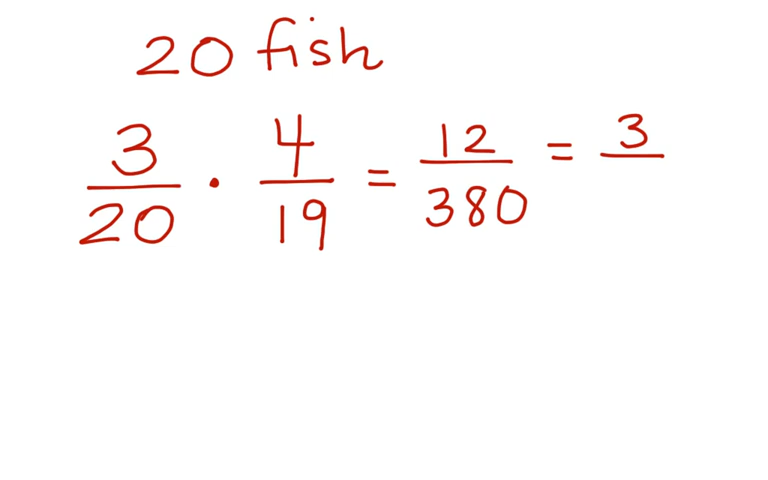 20 fish
3/20 · 4/19 = 12/380 = 3/